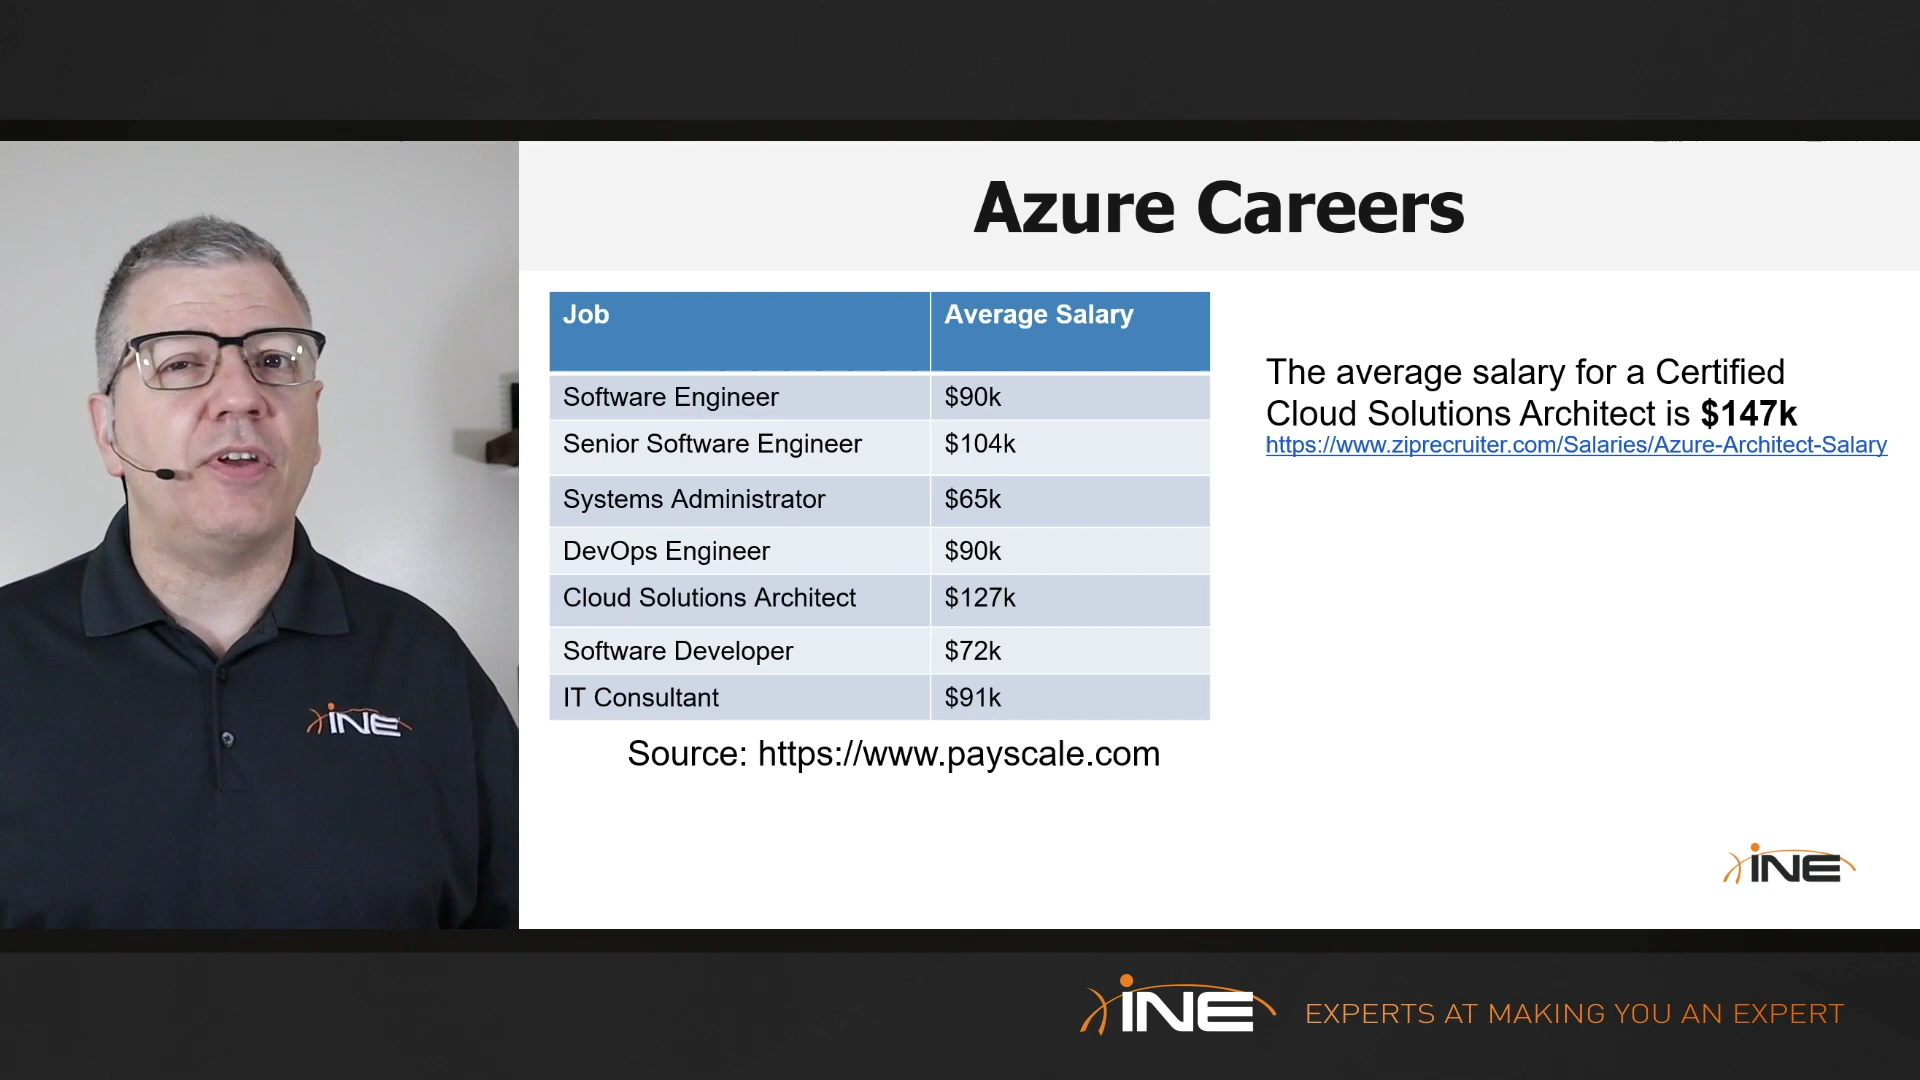 Azure Careers
Job Average Salary
Software Engineer $90k
Senior Software Engineer $104k
Systems Administrator $65k
DevOps Engineer $90k
Cloud Solutions Architect $127k
Software Developer $72k
IT Consultant $91k
Source: https://www.payscale.com
The average salary for a Certified
Cloud Solutions Architect is $147k
https://www.ziprecruiter.com/Salaries/Azure-Architect-Salary
iNE
iNE
iNE EXPERTS AT MAKING YOU AN EXPERT